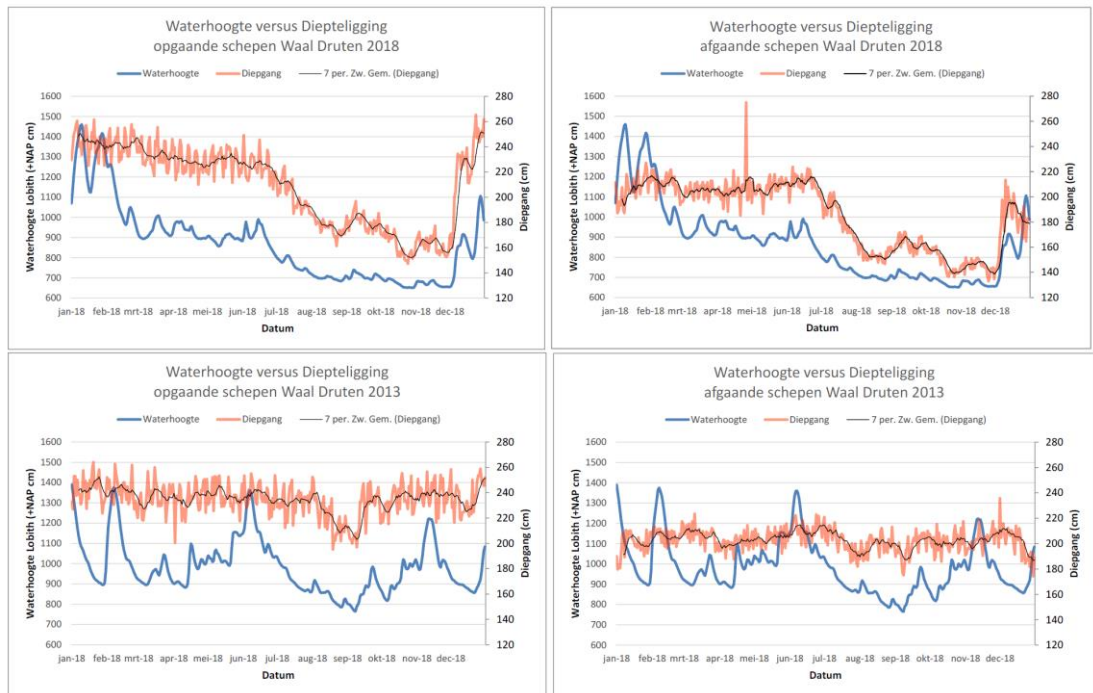 Waterhoogte versus Diepteligging
opgaande schepen Waal Druten 2018
Waterhoogte Diepgang 7 per. Zw. Gem. (Diepgang)
Waterhoogte Lobith (+NAP cm)
1600
1500
1400
1300
1200
1100
1000
900
800
700
600
280
260
240
220
200
180
160
140
120
Diepgang (cm)
jan-18 feb-18 mrt-18 apr-18 mei-18 jun-18 jul-18 aug-18 sep-18 okt-18 nov-18 dec-18
Datum
Waterhoogte versus Diepteligging
afgaande schepen Waal Druten 2018
Waterhoogte Diepgang 7 per. Zw. Gem. (Diepgang)
Waterhoogte Lobith (+NAP cm)
1600
1500
1400
1300
1200
1100
1000
900
800
700
600
280
260
240
220
200
180
160
140
120
Diepgang (cm)
jan-18 feb-18 mrt-18 apr-18 mei-18 jun-18 jul-18 aug-18 sep-18 okt-18 nov-18 dec-18
Datum
Waterhoogte versus Diepteligging
opgaande schepen Waal Druten 2013
Waterhoogte Diepgang 7 per. Zw. Gem. (Diepgang)
Waterhoogte Lobith (+NAP cm)
1600
1500
1400
1300
1200
1100
1000
900
800
700
600
280
260
240
220
200
180
160
140
120
Diepgang (cm)
jan-18 feb-18 mrt-18 apr-18 mei-18 jun-18 jul-18 aug-18 sep-18 okt-18 nov-18 dec-18
Datum
Waterhoogte versus Diepteligging
afgaande schepen Waal Druten 2013
Waterhoogte Diepgang 7 per. Zw. Gem. (Diepgang)
Waterhoogte Lobith (+NAP cm)
1600
1500
1400
1300
1200
1100
1000
900
800
700
600
280
260
240
220
200
180
160
140
120
Diepgang (cm)
jan-18 feb-18 mrt-18 apr-18 mei-18 jun-18 jul-18 aug-18 sep-18 okt-18 nov-18 dec-18
Datum